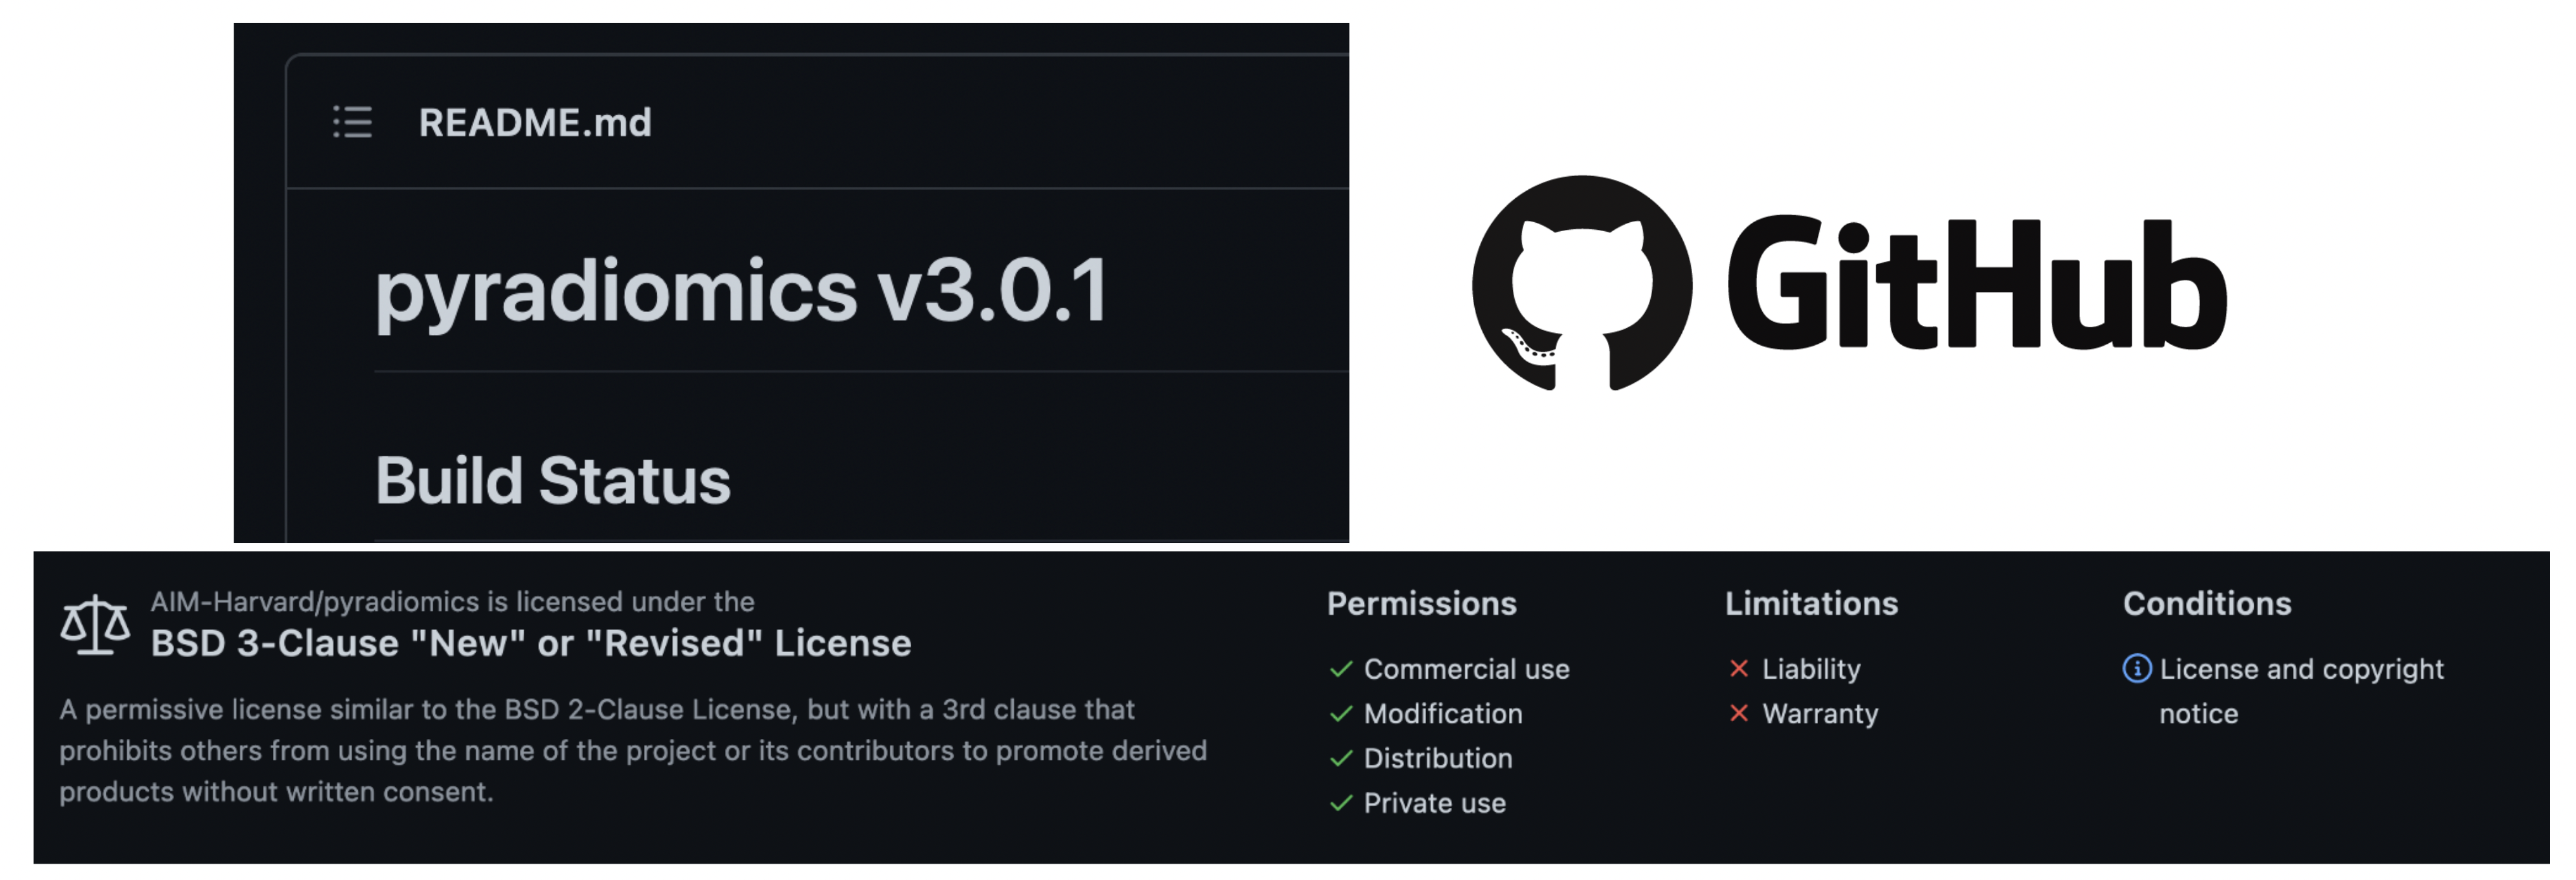 README.md
pyradiomics v3.0.1
Build Status
GitHub
AIM-Harvard/pyradiomics is licensed under the
BSD 3-Clause "New" or "Revised" License
A permissive license similar to the BSD 2-Clause License, but with a 3rd clause that
prohibits others from using the name of the project or its contributors to promote derived
products without written consent.
Permissions
Commercial use
Modification
Distribution
Private use
Limitations
Liability
Warranty
Conditions
License and copyright
notice